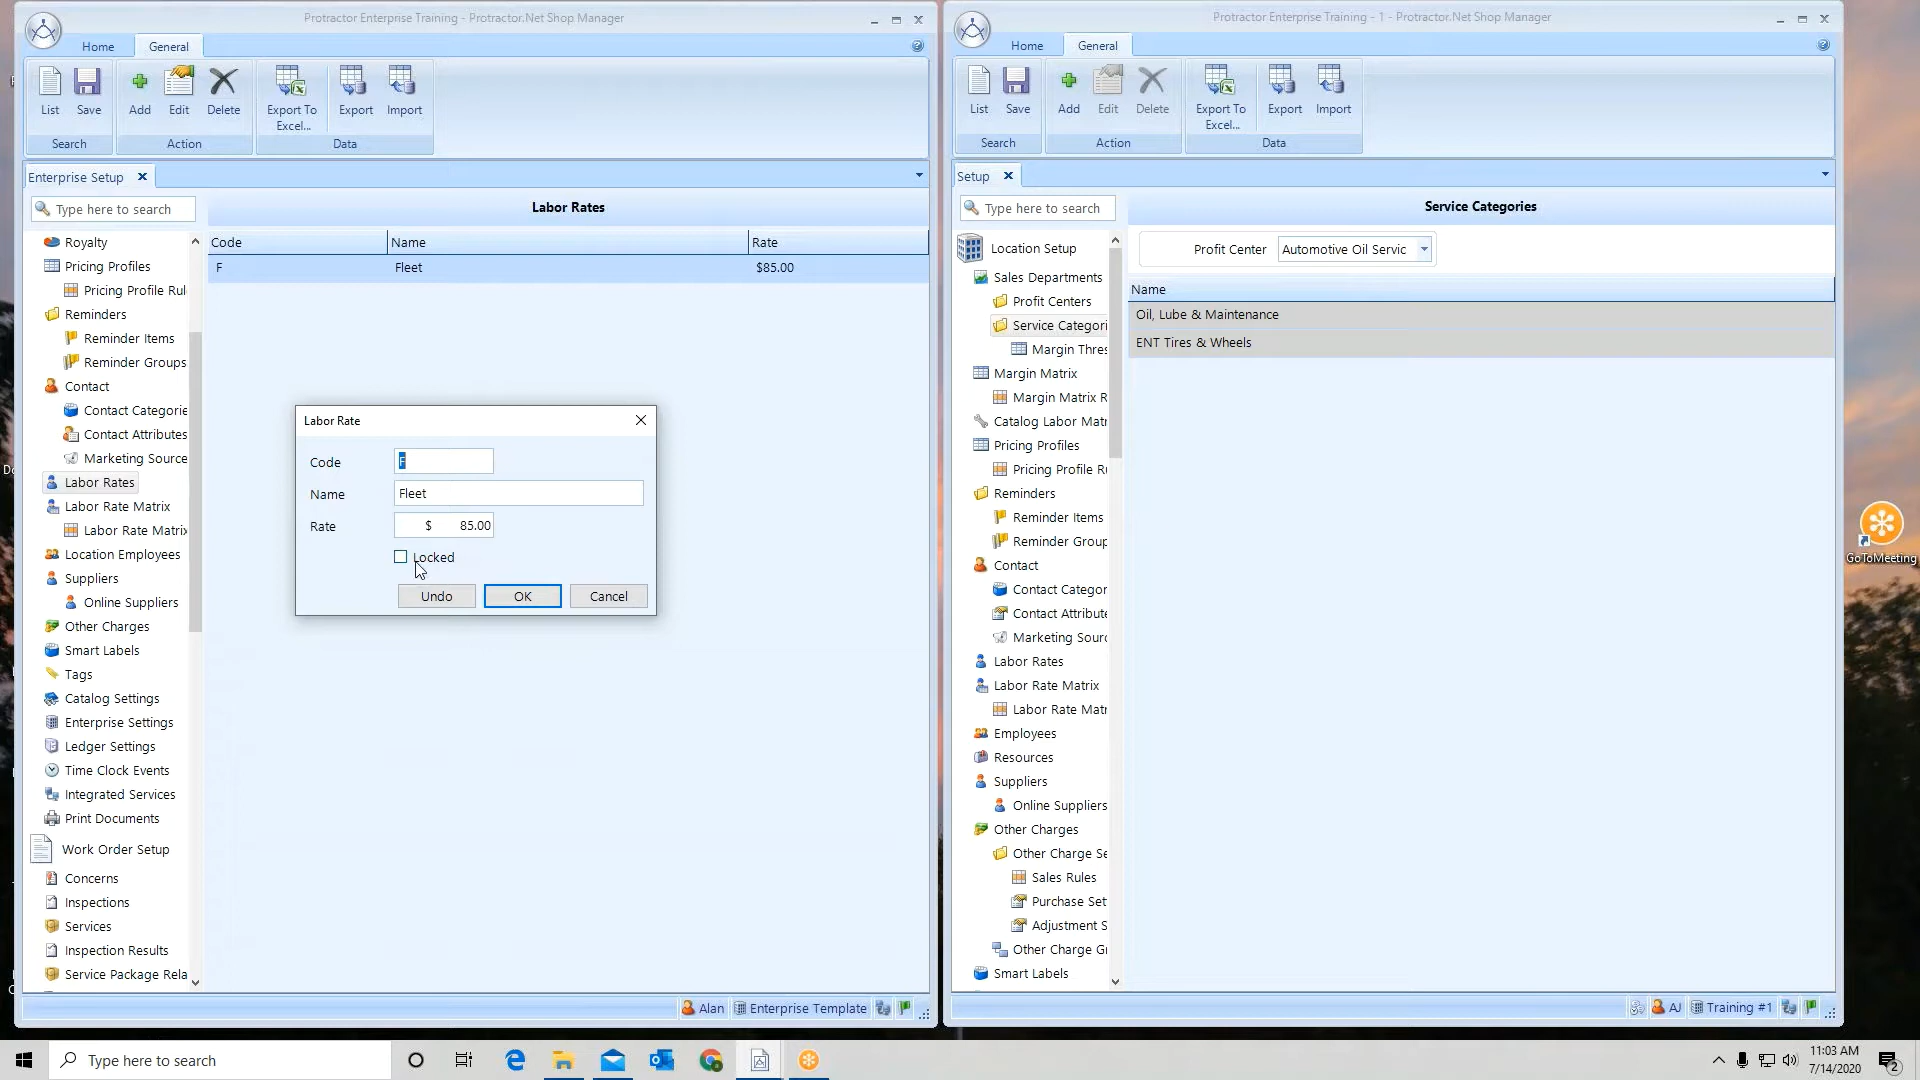 Protractor Enterprise Training - Protractor.Net Shop Manager
Home
General
List
Save
Add
Edit
Delete
Export To
Excel...
Export
Import
Search
Action
Data
Enterprise Setup
Type here to search
Royalty
Pricing Profiles
Pricing Profile Rul
Reminders
Reminder Items
Reminder Groups
Contact
Contact Categorie
Contact Attributes
Marketing Source
Labor Rates
Labor Rate Matrix
Labor Rate Matrix
Location Employees
Suppliers
Online Suppliers
Other Charges
Smart Labels
Tags
Catalog Settings
Enterprise Settings
Ledger Settings
Time Clock Events
Integrated Services
Print Documents
Work Order Setup
Concerns
Inspections
Services
Inspection Results
Service Package Rela
Labor Rates
Code
Name
Rate
F
Fleet
$85.00
Labor Rate
Code
F
Name
Fleet
Rate
$ 85.00
Locked
Undo
OK
Cancel
Alan
Enterprise Template
Protractor Enterprise Training - 1 - Protractor.Net Shop Manager
Home
General
List
Save
Add
Edit
Delete
Export To
Excel...
Export
Import
Search
Action
Data
Setup
Type here to search
Location Setup
Sales Departments
Profit Centers
Service Categori
Margin Thres
Margin Matrix
Margin Matrix R
Catalog Labor Matr
Pricing Profiles
Pricing Profile Ru
Reminders
Reminder Items
Reminder Group
Contact
Contact Categor
Contact Attribute
Marketing Sourc
Labor Rates
Labor Rate Matrix
Labor Rate Matr
Employees
Resources
Suppliers
Online Suppliers
Other Charges
Other Charge Se
Sales Rules
Purchase Set
Adjustment S
Other Charge Gr
Smart Labels
Service Categories
Profit Center
Automotive Oil Servic
Name
Oil, Lube & Maintenance
ENT Tires & Wheels
AJ
Training #1
GoToMeeting
Type here to search
11:03 AM
7/14/2020
2